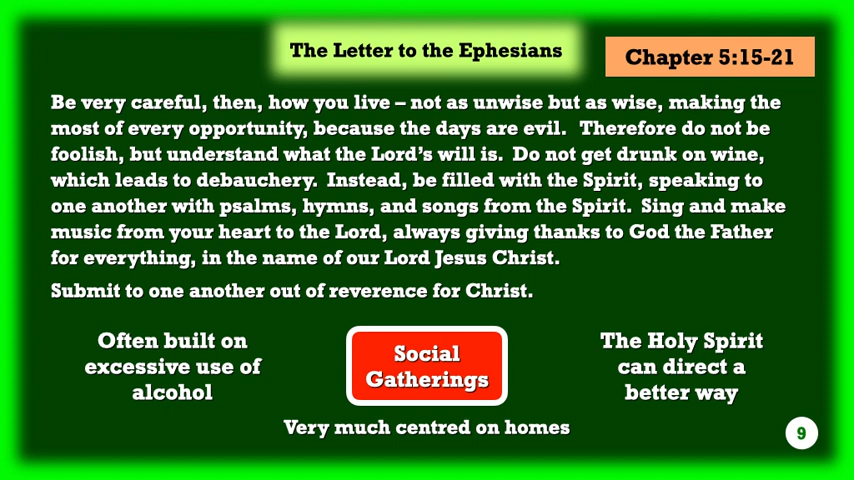 The Letter to the Ephesians
Chapter 5:15-21
Be very careful, then, how you live – not as unwise but as wise, making the
most of every opportunity, because the days are evil. Therefore do not be
foolish, but understand what the Lord’s will is. Do not get drunk on wine,
which leads to debauchery. Instead, be filled with the Spirit, speaking to
one another with psalms, hymns, and songs from the Spirit. Sing and make
music from your heart to the Lord, always giving thanks to God the Father
for everything, in the name of our Lord Jesus Christ.
Submit to one another out of reverence for Christ.
Often built on
excessive use of
alcohol
Social
Gatherings
The Holy Spirit
can direct a
better way
Very much centred on homes
9